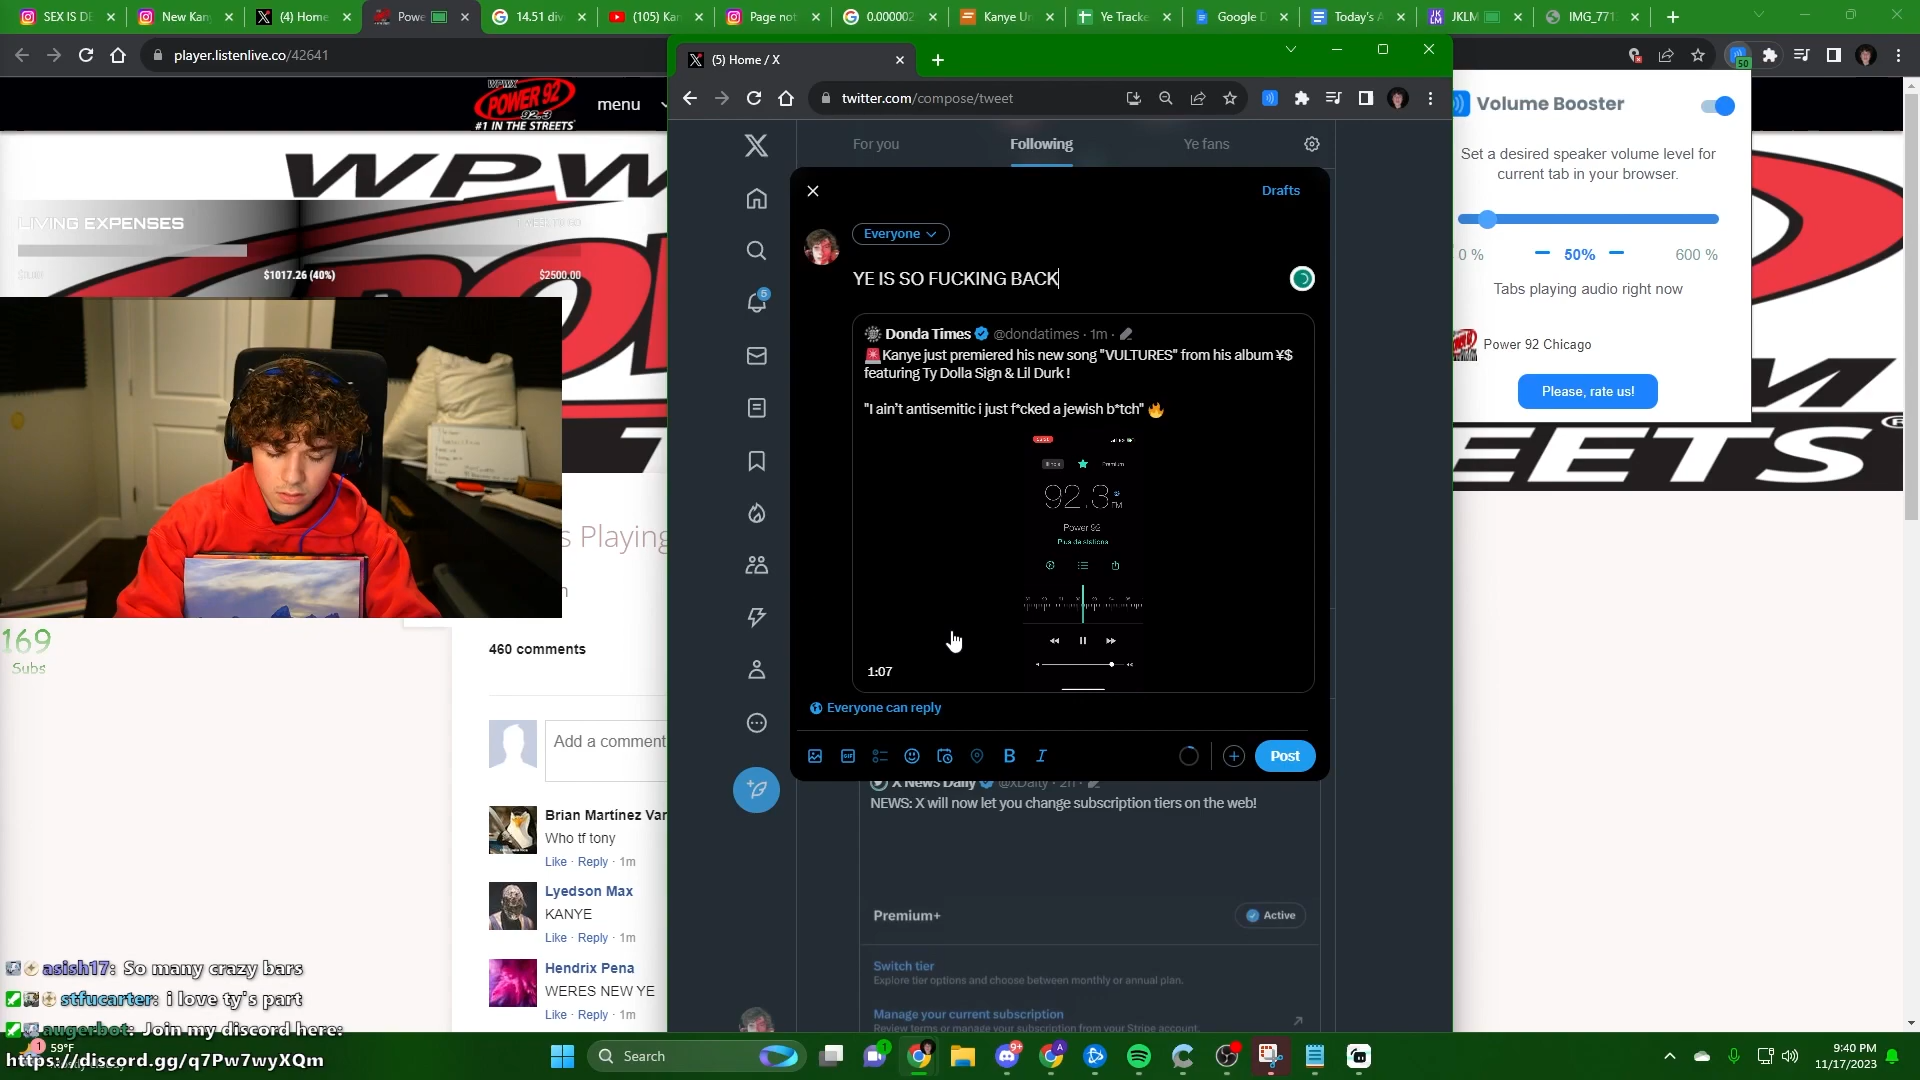 SEX IS DE
New Kan
(4) Home
Powe
14.51 div
(105) Kar
Page not
0.000002
Kanye Un
Ye Tracke
Google D
Today's A
JKLM
IMG_771
player.listenlive.co/42641
WPWX
POWER 92
92.3
#1 IN THE STREETS
menu
LIVING EXPENSES
$1017.26 (40%)
$2500.00
s Playing
169
Subs
460 comments
Add a comment
Brian Martínez Var
Who tf tony
Like · Reply · 1m
Lyedson Max
KANYE
Like · Reply · 1m
Hendrix Pena
WERES NEW YE
Like · Reply · 1m
asish17: So many crazy bars
stfucarter: i love ty's part
augerbot: Join my discord here:
https://discord.gg/q7Pw7wyXQm
(5) Home / X
twitter.com/compose/tweet
For you
Following
Ye fans
Drafts
Everyone
YE IS SO FUCKING BACK
Donda Times @dondatimes · 1m ·
🚨Kanye just premiered his new song "VULTURES" from his album ¥$
featuring Ty Dolla Sign & Lil Durk !
"I ain't antisemitic i just f*cked a jewish b*tch" 🔥
Premium
92.3 FM
Power 92
1:07
Everyone can reply
Post
X News Daily @xDaily · 2h ·
NEWS: X will now let you change subscription tiers on the web!
Premium+
Active
Switch tier
Explore tier options and choose between monthly or annual plan.
Manage your current subscription
Review terms or manage your subscription from your Stripe account.
50
Volume Booster
Set a desired speaker volume level for
current tab in your browser.
0 %
50%
600 %
Tabs playing audio right now
Power 92 Chicago
Please, rate us!
EETS
59°F
Search
9:40 PM
11/17/2023